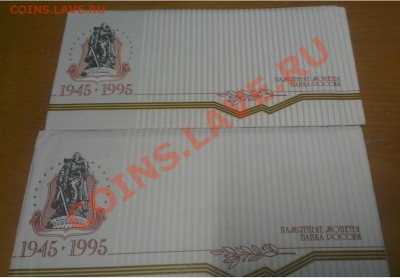 COINS.LAVE.RU
1945 · 1995
ПАМЯТНЫЕ МОНЕТЫ
БАНКА РОССИИ
COINS.LAVE.RU
1945 · 1995
ПАМЯТНЫЕ МОНЕТЫ
БАНКА РОССИИ